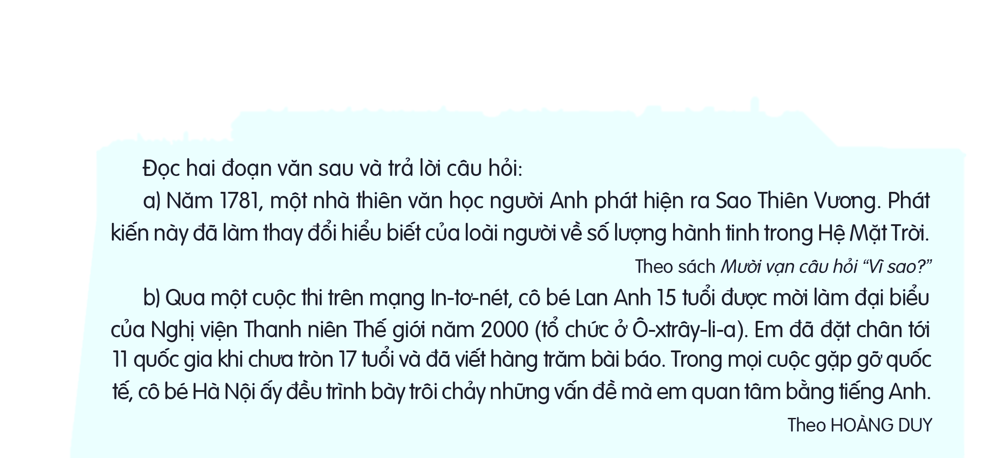 Đọc hai đoạn văn sau và trả lời câu hỏi:
a) Năm 1781, một nhà thiên văn học người Anh phát hiện ra Sao Thiên Vương. Phát
kiến này đã làm thay đổi hiểu biết của loài người về số lượng hành tinh trong Hệ Mặt Trời.
Theo sách Mười vạn câu hỏi “Vì sao?”
b) Qua một cuộc thi trên mạng In-tơ-nét, cô bé Lan Anh 15 tuổi được mời làm đại biểu
của Nghị viện Thanh niên Thế giới năm 2000 (tổ chức ở Ô-xtrây-li-a). Em đã đặt chân tới
11 quốc gia khi chưa tròn 17 tuổi và đã viết hàng trăm bài báo. Trong mọi cuộc gặp gỡ quốc
tế, cô bé Hà Nội ấy đều trình bày trôi chảy những vấn đề mà em quan tâm bằng tiếng Anh.
Theo HOÀNG DUY